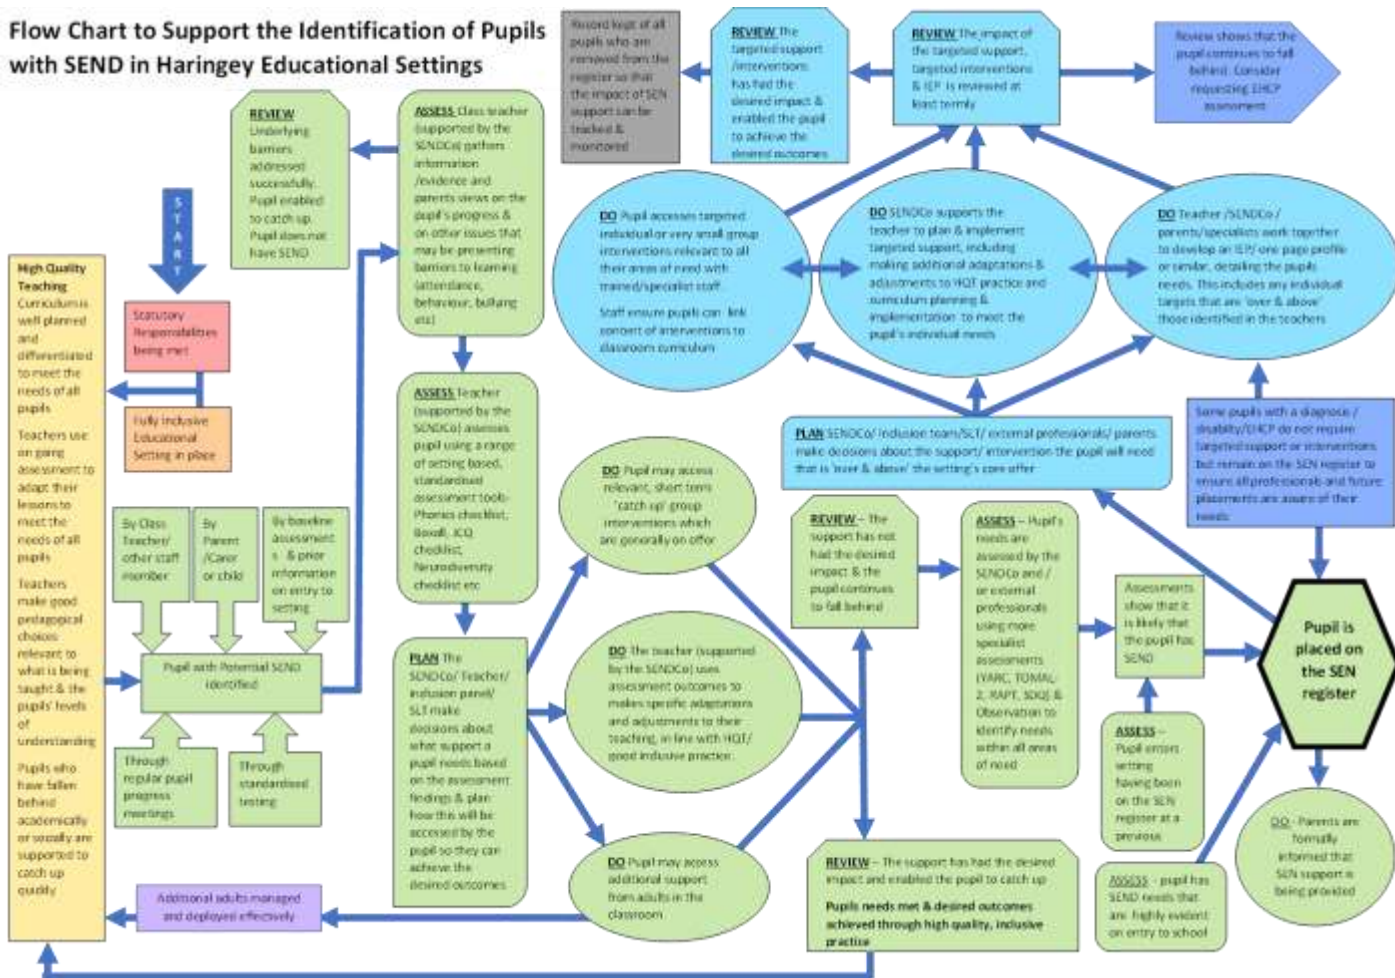 Flow Chart to Support the Identification of Pupils
with SEND in Haringey Educational Settings
START
High Quality
Teaching
Curriculum is
well planned
and
differentiated
to meet the
needs of all
pupils
Teachers use
on going
assessment to
adapt their
lessons to
meet the
needs of all
pupils
Teachers
make good
pedagogical
choices
relevant to
what is being
taught & the
pupils' levels
of
understanding
Pupils who
have fallen
behind
academically
or socially are
supported to
catch up
quickly
Statutory
Responsibilities
being met
Fully inclusive
Educational
Setting in place
By Class
Teacher/
other staff
member
By
Parent
/Carer
or child
By baseline
assessment
s & prior
information
on entry to
setting
Pupil with Potential SEND
identified
Through
regular pupil
progress
meetings
Through
standardised
testing
Additional adults managed
and deployed effectively
REVIEW
Underlying
barriers
addressed
successfully.
Pupil enabled
to catch up.
Pupil does not
have SEND
ASSESS Class teacher
(supported by the
SENDCo) gathers
information
/evidence and
parents views on the
pupil's progress &
on other issues that
may be presenting
barriers to learning
(attendance,
behaviour, bullying
etc)
ASSESS Teacher
(supported by the
SENDCo) assesses
pupil using a range
of setting based,
standardised
assessment tools-
Phonics checklist,
Boxall, ICQ
checklist,
Neurodiversity
checklist etc
PLAN The
SENDCo/ Teacher/
inclusion panel/
SLT make
decisions about
what support a
pupil needs based
on the assessment
findings & plan
how this will be
accessed by the
pupil so they can
achieve the
desired outcomes
DO Pupil may access
relevant, short term
'catch up' group
interventions which
are generally on offer
DO The teacher (supported
by the SENDCo) uses
assessment outcomes to
makes specific adaptations
and adjustments to their
teaching, in line with HQT/
good inclusive practice.
DO Pupil may access
additional support
from adults in the
classroom
REVIEW – The
support has not
had the desired
impact & the
pupil continues
to fall behind
REVIEW – The support has had the desired
impact and enabled the pupil to catch up
Pupils needs met & desired outcomes
achieved through high quality, inclusive
practice
ASSESS – Pupil's
needs are
assessed by the
SENDCo and /
or external
professionals
using more
specialist
assessments
(YARC, TOMAL-
2, RAPT, SDQ) &
Observation to
identify needs
within all areas
of need
Assessments
show that it
is likely that
the pupil has
SEND
ASSESS –
Pupil enters
setting
having been
on the SEN
register at a
previous
ASSESS - pupil has
SEND needs that
are highly evident
on entry to school
Pupil is
placed on
the SEN
register
DO - Parents are
formally
informed that
SEN support is
being provided
Some pupils with a diagnose /
disability/EHCP do not require
targeted support or interventions
but remain on the SEN register to
ensure all professionals and future
placements are aware of their
needs
PLAN SENDCo/ Inclusion team/SLT/ external professionals/ parents
make decisions about the support/ intervention the pupil will need
that is 'over & above' the setting's core offer
DO Pupil accesses targeted
individual or very small group
interventions relevant to all
their areas of need with
trained/specialist staff.
Staff ensure pupils can link
content of interventions to
classroom curriculum
DO SENDCo supports the
teacher to plan & implement
targeted support, including
making additional adaptations &
adjustments to HQT practice and
curriculum planning &
implementation to meet the
pupil's individual needs
DO Teacher /SENDCo /
parents/specialists work together
to develop an IEP/ one page profile
or similar, detailing the pupils
needs. This includes any individual
targets that are 'over & above'
those identified in the teachers
REVIEW The impact of
the targeted support,
targeted interventions
& IEP is reviewed at
least termly
REVIEW The
targeted support
/interventions
has had the
desired impact &
enabled the pupil
to achieve the
desired outcomes
Record kept of all
pupils who are
removed from the
register so that
the impact of SEN
support can be
tracked &
monitored
Review shows that the
pupil continues to fall
behind. Consider
requesting EHCP
assessment